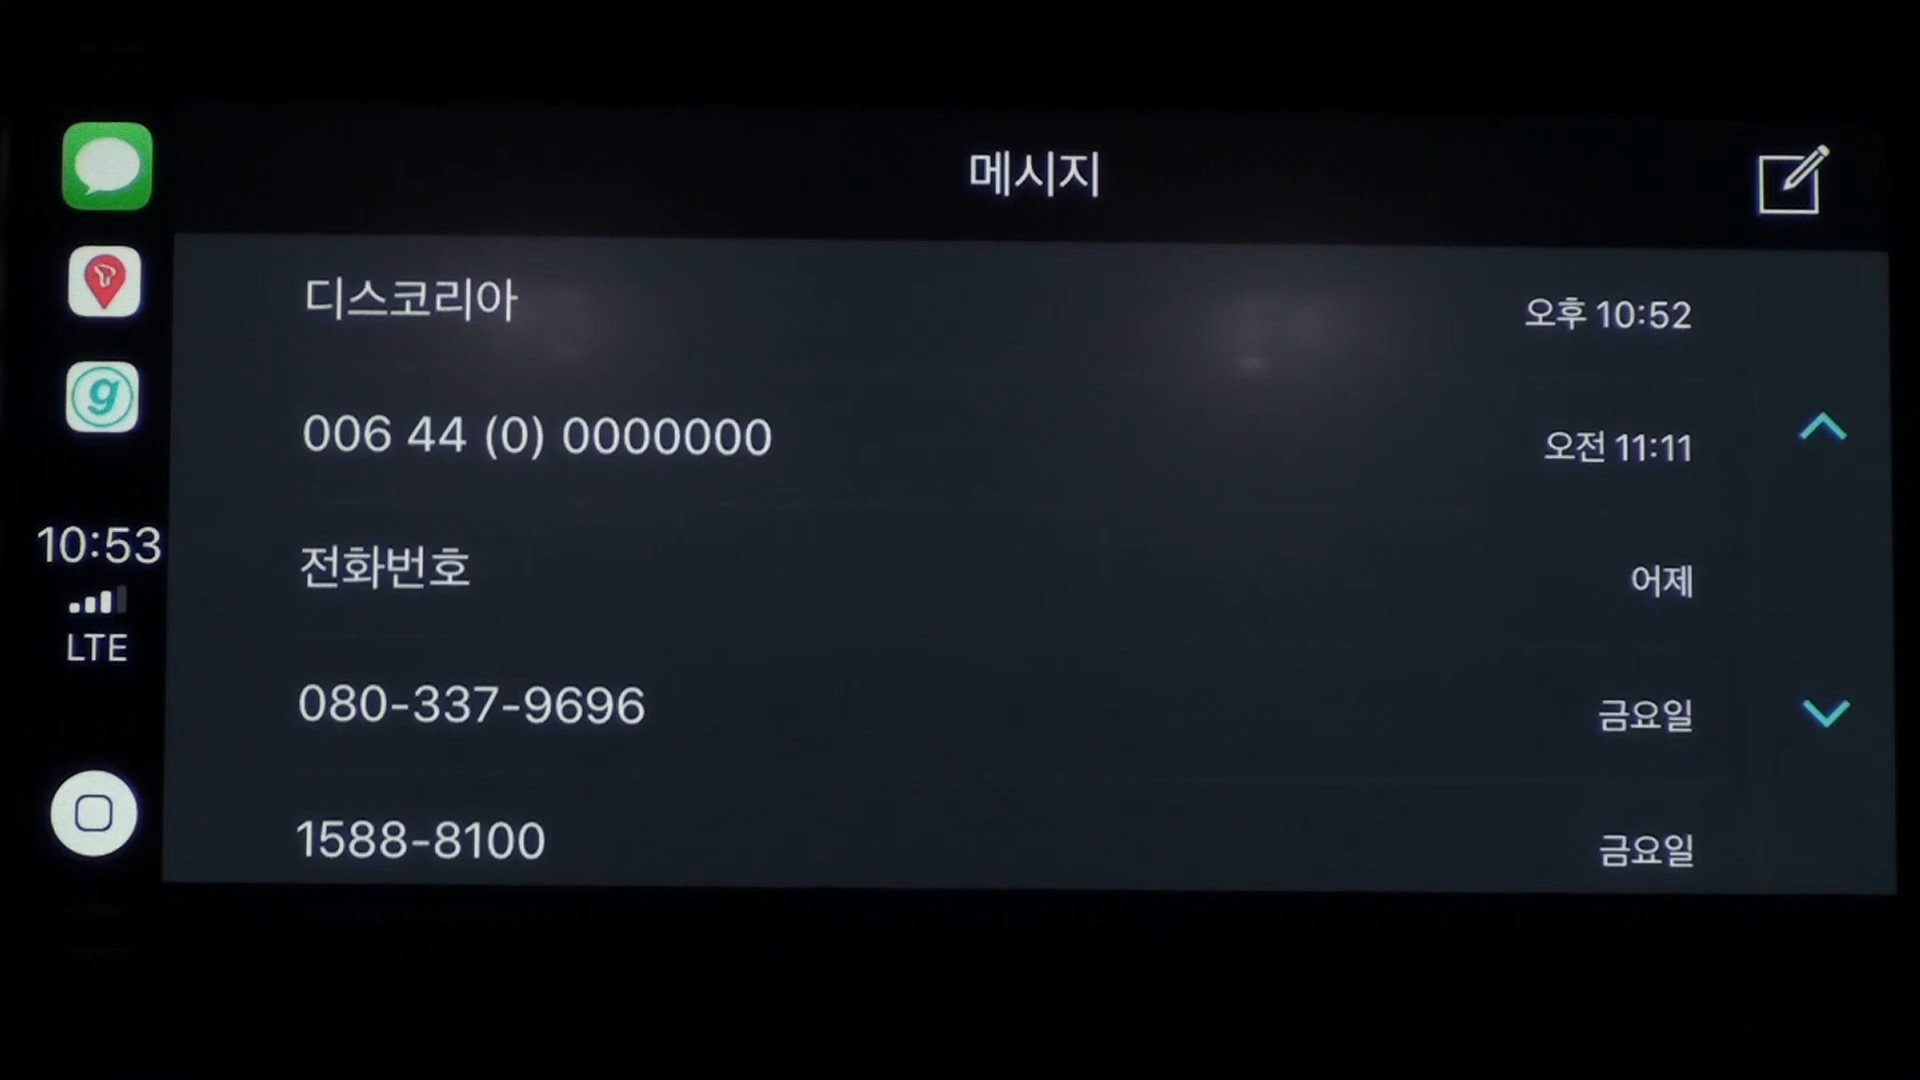 메시지
디스코리아
오후 10:52
006 44 (0) 0000000
오전 11:11
전화번호
어제
080-337-9696
금요일
1588-8100
금요일
g
10:53
LTE